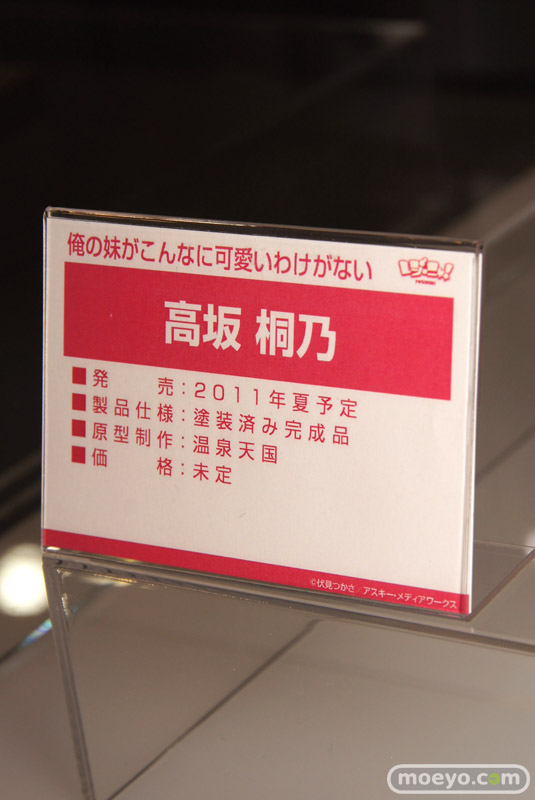 俺の妹がこんなに可愛いわけがない
高坂 桐乃
■発 売：2011年夏予定
■製品仕様：塗装済み完成品
■原型制作：温泉天国
■価 格：未定
©伏見つかさ／アスキー・メディアワークス
moeyo.com